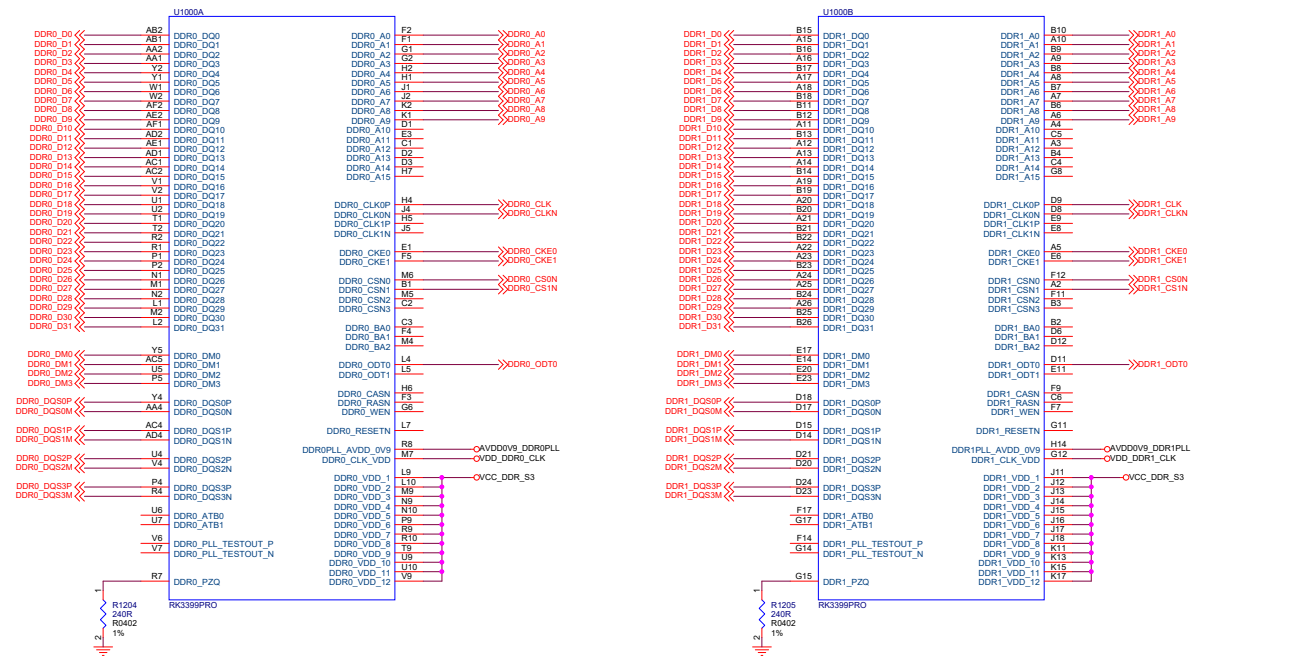 U1000A
DDR0_D0 AB2 DDR0_DQ0 DDR0_A0 F2 DDR0_A0
DDR0_D1 AB1 DDR0_DQ1 DDR0_A1 F1 DDR0_A1
DDR0_D2 AA2 DDR0_DQ2 DDR0_A2 G1 DDR0_A2
DDR0_D3 AA1 DDR0_DQ3 DDR0_A3 G2 DDR0_A3
DDR0_D4 Y2 DDR0_DQ4 DDR0_A4 H2 DDR0_A4
DDR0_D5 Y1 DDR0_DQ5 DDR0_A5 H1 DDR0_A5
DDR0_D6 W1 DDR0_DQ6 DDR0_A6 J1 DDR0_A6
DDR0_D7 W2 DDR0_DQ7 DDR0_A7 J2 DDR0_A7
DDR0_D8 AF2 DDR0_DQ8 DDR0_A8 K2 DDR0_A8
DDR0_D9 AE2 DDR0_DQ9 DDR0_A9 K1 DDR0_A9
DDR0_D10 AF1 DDR0_DQ10 DDR0_A10 D1
DDR0_D11 AD2 DDR0_DQ11 DDR0_A11 E3
DDR0_D12 AE1 DDR0_DQ12 DDR0_A12 C1
DDR0_D13 AD1 DDR0_DQ13 DDR0_A13 D2
DDR0_D14 AC1 DDR0_DQ14 DDR0_A14 D3
DDR0_D15 AC2 DDR0_DQ15 DDR0_A15 H7
DDR0_D16 V1 DDR0_DQ16
DDR0_D17 V2 DDR0_DQ17
DDR0_D18 U1 DDR0_DQ18 DDR0_CLK0P H4 DDR0_CLK
DDR0_D19 U2 DDR0_DQ19 DDR0_CLK0N J4 DDR0_CLKN
DDR0_D20 T1 DDR0_DQ20 DDR0_CLK1P H5
DDR0_D21 T2 DDR0_DQ21 DDR0_CLK1N J5
DDR0_D22 R2 DDR0_DQ22
DDR0_D23 R1 DDR0_DQ23 DDR0_CKE0 E1 DDR0_CKE0
DDR0_D24 P1 DDR0_DQ24 DDR0_CKE1 F5 DDR0_CKE1
DDR0_D25 P2 DDR0_DQ25
DDR0_D26 N1 DDR0_DQ26 DDR0_CSN0 M6 DDR0_CS0N
DDR0_D27 M1 DDR0_DQ27 DDR0_CSN1 B1 DDR0_CS1N
DDR0_D28 N2 DDR0_DQ28 DDR0_CSN2 M5
DDR0_D29 L1 DDR0_DQ29 DDR0_CSN3 C2
DDR0_D30 M2 DDR0_DQ30
DDR0_D31 L2 DDR0_DQ31 DDR0_BA0 C3
DDR0_BA1 F4
DDR0_BA2 M4
DDR0_DM0 Y5 DDR0_DM0
DDR0_DM1 AC5 DDR0_DM1 DDR0_ODT0 L4 DDR0_ODT0
DDR0_DM2 U5 DDR0_DM2 DDR0_ODT1 L5
DDR0_DM3 P5 DDR0_DM3
DDR0_CASN H6
DDR0_DQS0P Y4 DDR0_DQS0P DDR0_RASN F3
DDR0_DQS0M AA4 DDR0_DQS0N DDR0_WEN G6
DDR0_DQS1P AC4 DDR0_DQS1P DDR0_RESETN L7
DDR0_DQS1M AD4 DDR0_DQS1N
DDR0PLL_AVDD_0V9 R8 AVDD0V9_DDR0PLL
DDR0_DQS2P U4 DDR0_DQS2P DDR0_CLK_VDD M7 VDD_DDR0_CLK
DDR0_DQS2M V4 DDR0_DQS2N
DDR0_VDD_1 L9 VCC_DDR_S3
DDR0_DQS3P P4 DDR0_DQS3P DDR0_VDD_2 L10
DDR0_DQS3M R4 DDR0_DQS3N DDR0_VDD_3 M9
DDR0_VDD_4 N9
U6 DDR0_ATB0 DDR0_VDD_5 N10
U7 DDR0_ATB1 DDR0_VDD_6 P9
DDR0_VDD_7 R9
V6 DDR0_PLL_TESTOUT_P DDR0_VDD_8 R10
V7 DDR0_PLL_TESTOUT_N DDR0_VDD_9 T9
DDR0_VDD_10 U9
DDR0_VDD_11 U10
R7 DDR0_PZQ DDR0_VDD_12 V9
1
R1204 RK3399PRO
240R
R0402
1%
2
U1000B
DDR1_D0 B15 DDR1_DQ0 DDR1_A0 B10 DDR1_A0
DDR1_D1 A15 DDR1_DQ1 DDR1_A1 A10 DDR1_A1
DDR1_D2 B16 DDR1_DQ2 DDR1_A2 B9 DDR1_A2
DDR1_D3 A16 DDR1_DQ3 DDR1_A3 A9 DDR1_A3
DDR1_D4 B17 DDR1_DQ4 DDR1_A4 B8 DDR1_A4
DDR1_D5 A17 DDR1_DQ5 DDR1_A5 A8 DDR1_A5
DDR1_D6 A18 DDR1_DQ6 DDR1_A6 B7 DDR1_A6
DDR1_D7 B18 DDR1_DQ7 DDR1_A7 A7 DDR1_A7
DDR1_D8 B11 DDR1_DQ8 DDR1_A8 B6 DDR1_A8
DDR1_D9 B12 DDR1_DQ9 DDR1_A9 A6 DDR1_A9
DDR1_D10 A11 DDR1_DQ10 DDR1_A10 A4
DDR1_D11 B13 DDR1_DQ11 DDR1_A11 C5
DDR1_D12 A12 DDR1_DQ12 DDR1_A12 A3
DDR1_D13 A13 DDR1_DQ13 DDR1_A13 B4
DDR1_D14 A14 DDR1_DQ14 DDR1_A14 C4
DDR1_D15 B14 DDR1_DQ15 DDR1_A15 G8
DDR1_D16 A19 DDR1_DQ16
DDR1_D17 B19 DDR1_DQ17
DDR1_D18 A20 DDR1_DQ18 DDR1_CLK0P D9 DDR1_CLK
DDR1_D19 B20 DDR1_DQ19 DDR1_CLK0N D8 DDR1_CLKN
DDR1_D20 A21 DDR1_DQ20 DDR1_CLK1P E9
DDR1_D21 B21 DDR1_DQ21 DDR1_CLK1N E8
DDR1_D22 B22 DDR1_DQ22
DDR1_D23 A22 DDR1_DQ23 DDR1_CKE0 A5 DDR1_CKE0
DDR1_D24 A23 DDR1_DQ24 DDR1_CKE1 E6 DDR1_CKE1
DDR1_D25 B23 DDR1_DQ25
DDR1_D26 A24 DDR1_DQ26 DDR1_CSN0 F12 DDR1_CS0N
DDR1_D27 A25 DDR1_DQ27 DDR1_CSN1 A2 DDR1_CS1N
DDR1_D28 B24 DDR1_DQ28 DDR1_CSN2 F11
DDR1_D29 A26 DDR1_DQ29 DDR1_CSN3 B3
DDR1_D30 B25 DDR1_DQ30
DDR1_D31 B26 DDR1_DQ31 DDR1_BA0 B2
DDR1_BA1 D6
DDR1_BA2 D12
DDR1_DM0 E17 DDR1_DM0
DDR1_DM1 E14 DDR1_DM1 DDR1_ODT0 D11 DDR1_ODT0
DDR1_DM2 E20 DDR1_DM2 DDR1_ODT1 E11
DDR1_DM3 E23 DDR1_DM3
DDR1_CASN F9
DDR1_DQS0P D18 DDR1_DQS0P DDR1_RASN C6
DDR1_DQS0M D17 DDR1_DQS0N DDR1_WEN F7
DDR1_DQS1P D15 DDR1_DQS1P DDR1_RESETN G11
DDR1_DQS1M D14 DDR1_DQS1N
DDR1PLL_AVDD_0V9 H14 AVDD0V9_DDR1PLL
DDR1_DQS2P D21 DDR1_DQS2P DDR1_CLK_VDD G12 VDD_DDR1_CLK
DDR1_DQS2M D20 DDR1_DQS2N
DDR1_VDD_1 J11 VCC_DDR_S3
DDR1_DQS3P D24 DDR1_DQS3P DDR1_VDD_2 J12
DDR1_DQS3M D23 DDR1_DQS3N DDR1_VDD_3 J13
DDR1_VDD_4 J14
F17 DDR1_ATB0 DDR1_VDD_5 J15
G17 DDR1_ATB1 DDR1_VDD_6 J16
DDR1_VDD_7 J17
F14 DDR1_PLL_TESTOUT_P DDR1_VDD_8 J18
G14 DDR1_PLL_TESTOUT_N DDR1_VDD_9 K11
DDR1_VDD_10 K13
DDR1_VDD_11 K15
G15 DDR1_PZQ DDR1_VDD_12 K17
1
R1205 RK3399PRO
240R
R0402
1%
2